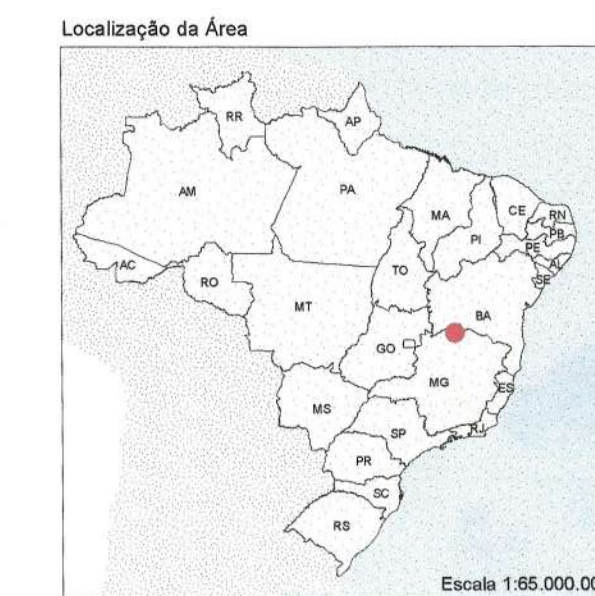 Localização da Área
RR
AP
AM
PA
MA
CE
RN
PB
PE
PI
AL
SE
AC
TO
RO
BA
MT
GO
MG
ES
MS
SP
RJ
PR
SC
RS
Escala 1:65.000.00